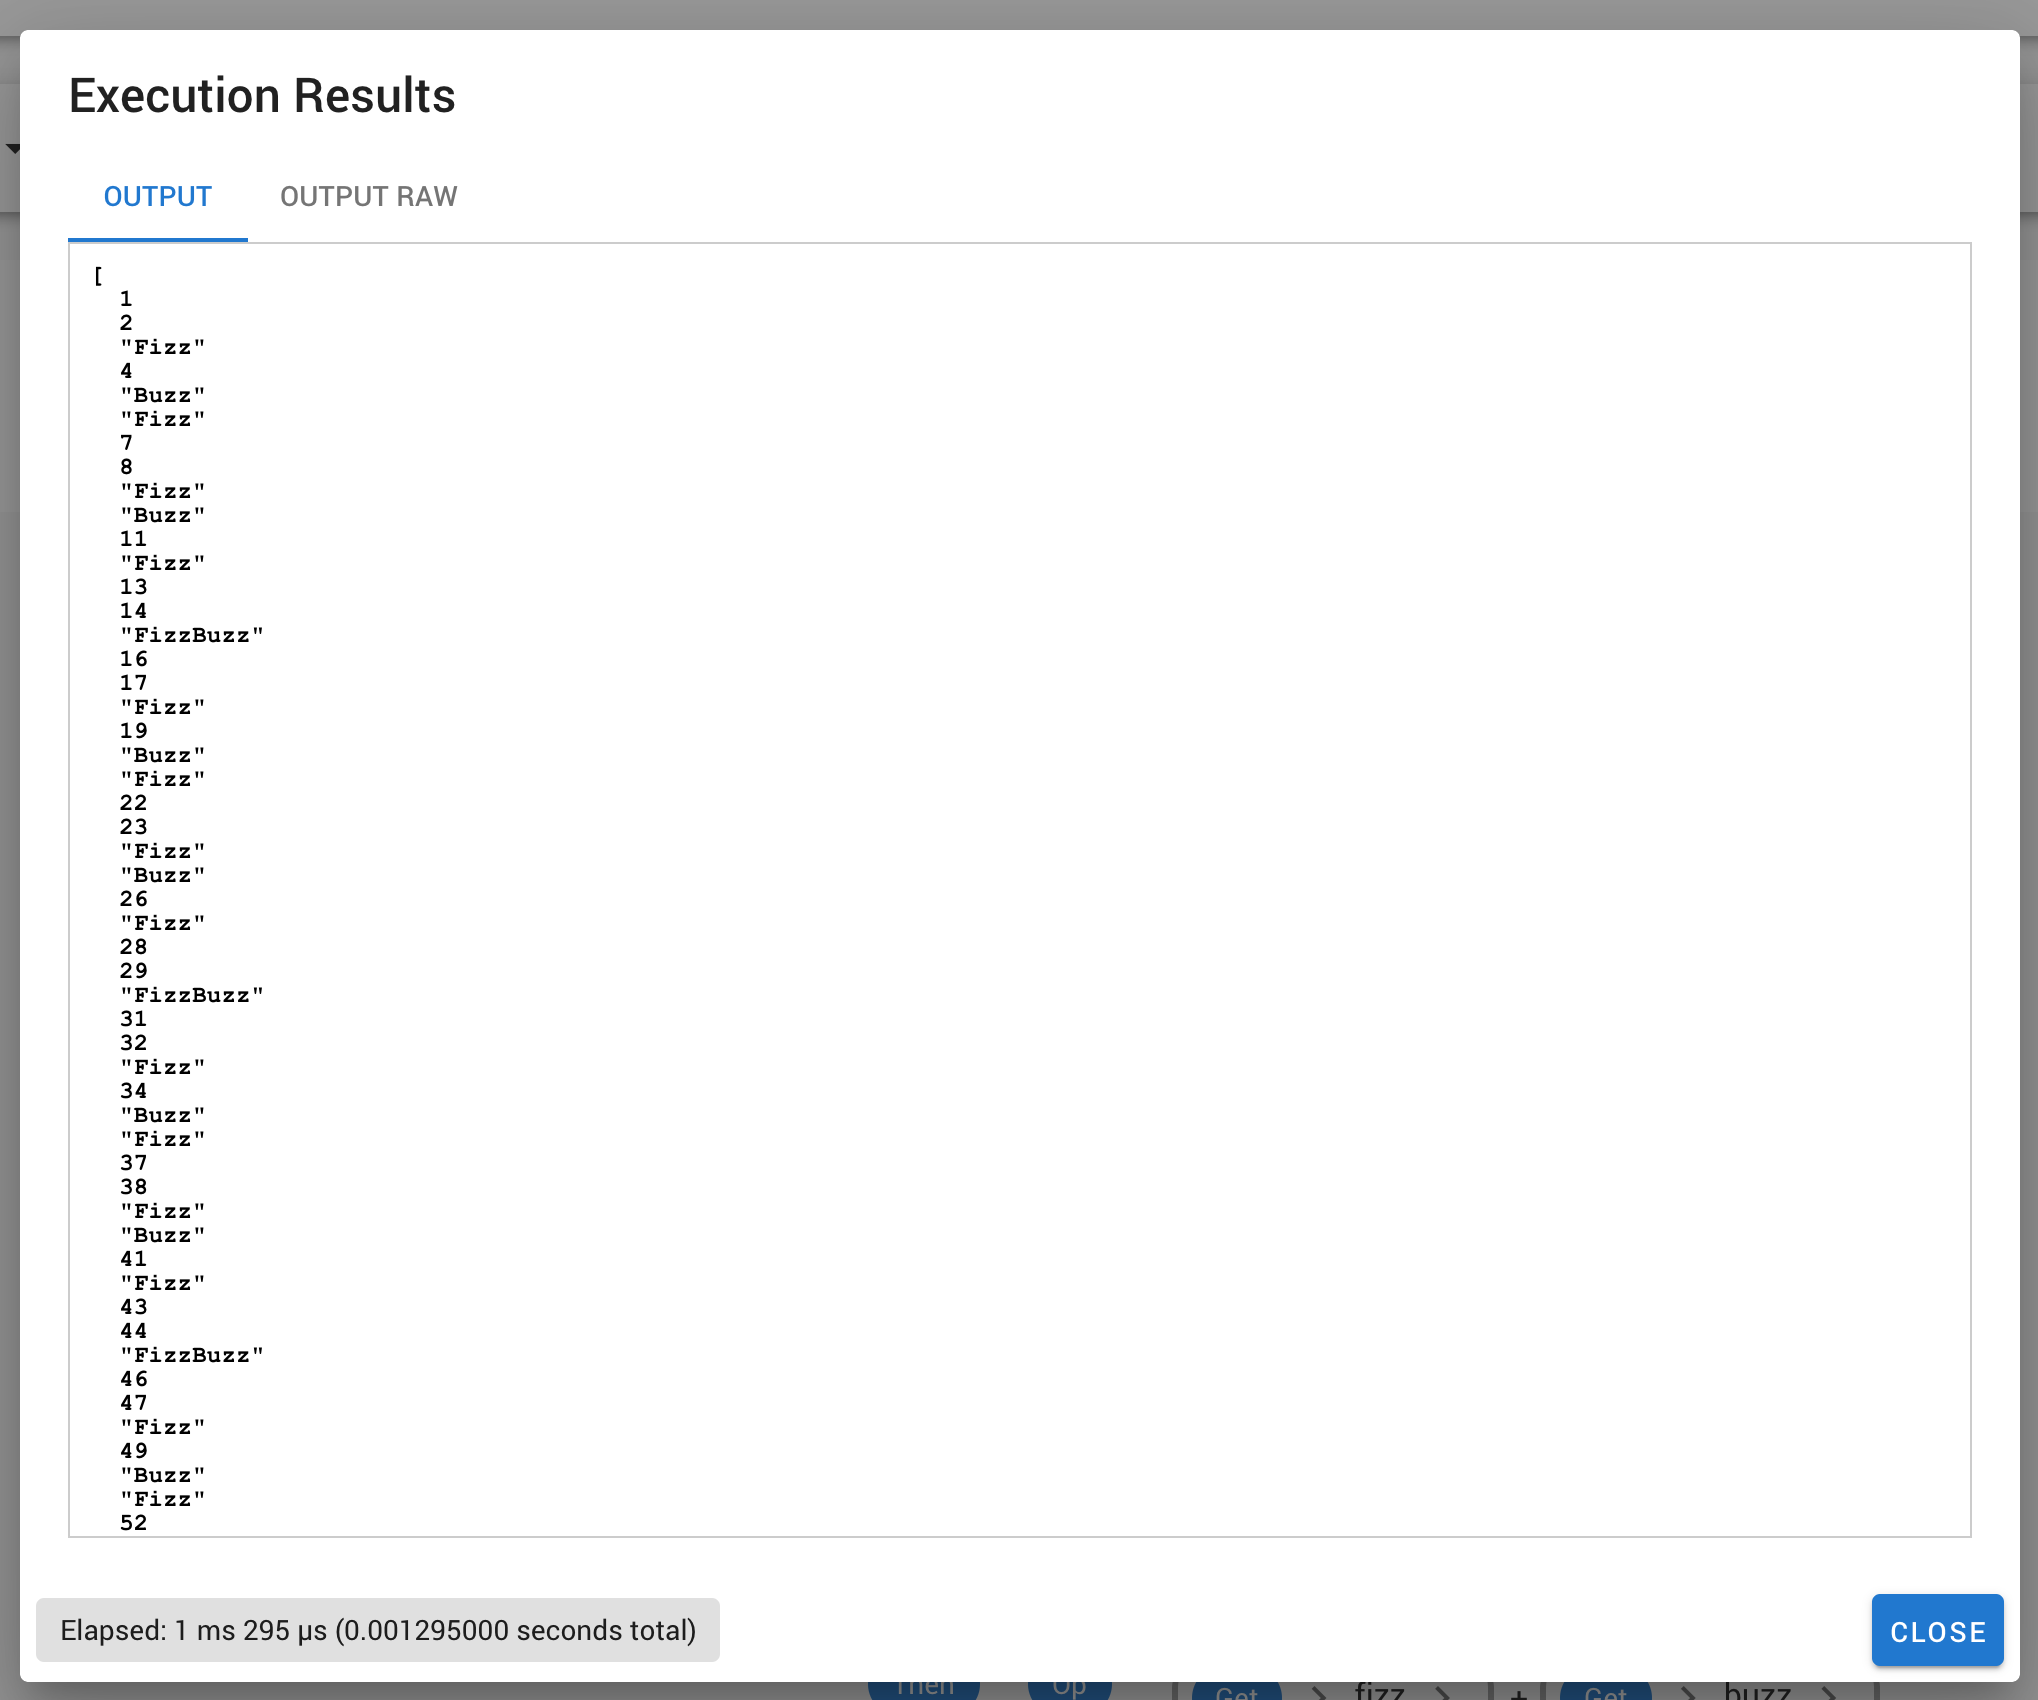 Execution Results
OUTPUT OUTPUT RAW
[
1
2
"Fizz"
4
"Buzz"
"Fizz"
7
8
"Fizz"
"Buzz"
11
"Fizz"
13
14
"FizzBuzz"
16
17
"Fizz"
19
"Buzz"
"Fizz"
22
23
"Fizz"
"Buzz"
26
"Fizz"
28
29
"FizzBuzz"
31
32
"Fizz"
34
"Buzz"
"Fizz"
37
38
"Fizz"
"Buzz"
41
"Fizz"
43
44
"FizzBuzz"
46
47
"Fizz"
49
"Buzz"
"Fizz"
52
Elapsed: 1 ms 295 µs (0.001295000 seconds total)
CLOSE
Then Op Get fizz + Get buzz